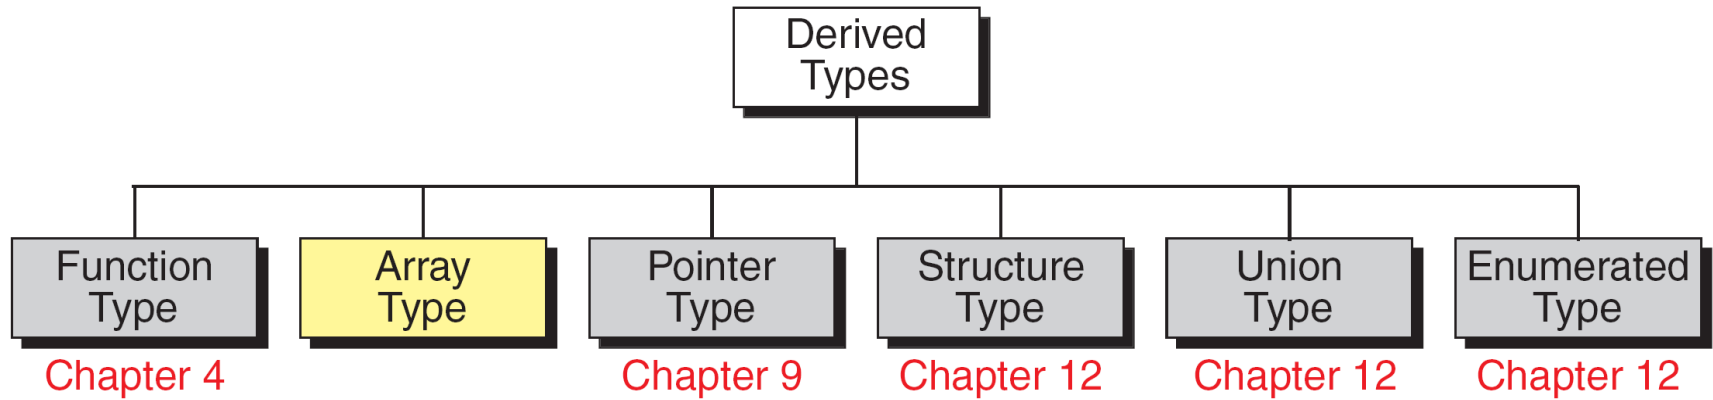 Derived
Types
Function
Type
Array
Type
Pointer
Type
Structure
Type
Union
Type
Enumerated
Type
Chapter 4
Chapter 9
Chapter 12
Chapter 12
Chapter 12